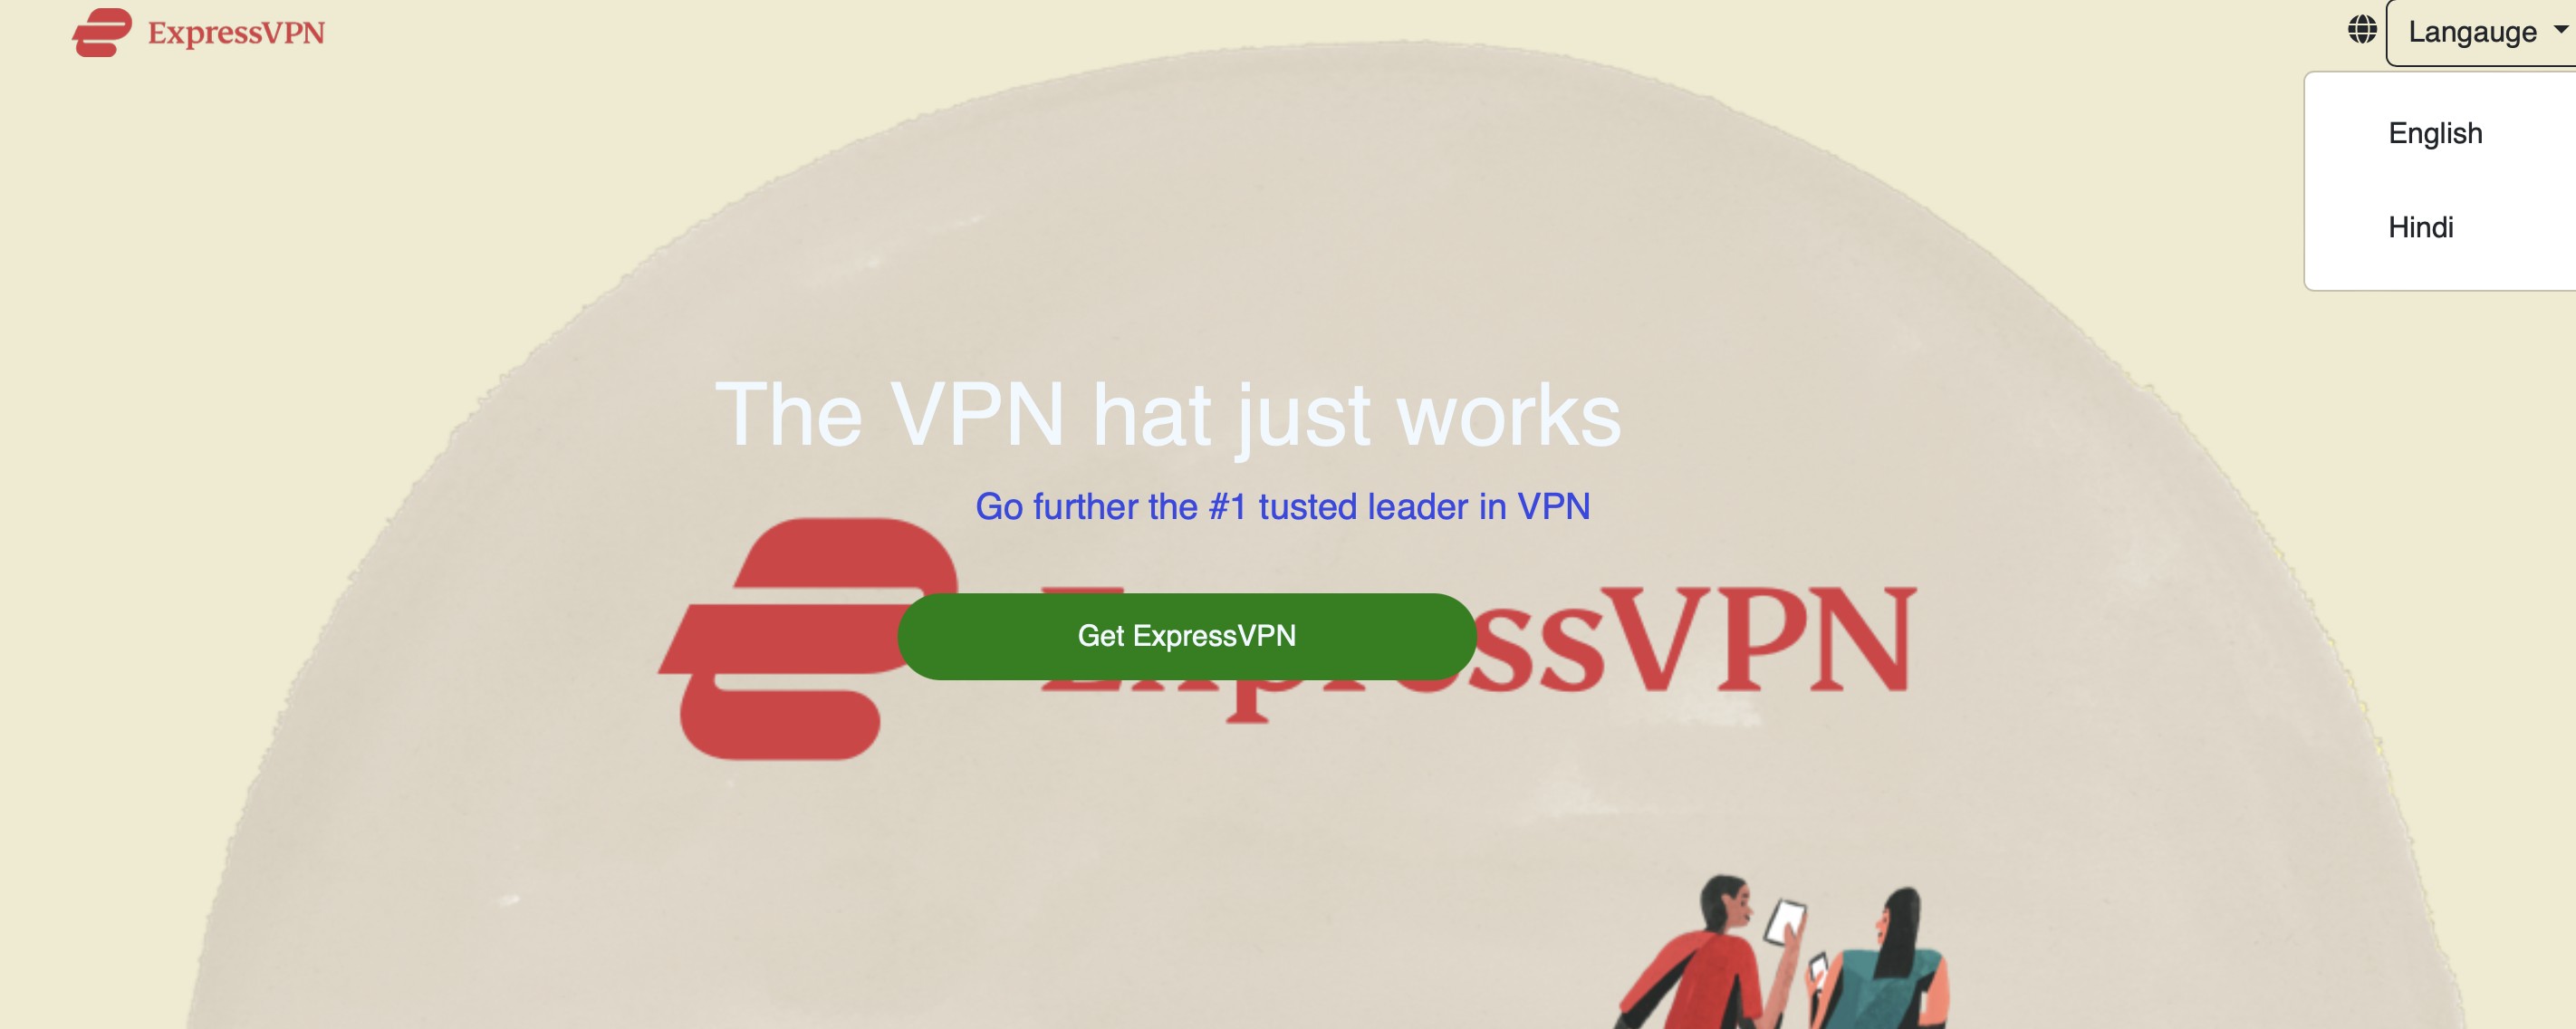 ExpressVPN
Langauge
English
Hindi
The VPN hat just works
Go further the #1 tusted leader in VPN
Get ExpressVPN
ssVPN